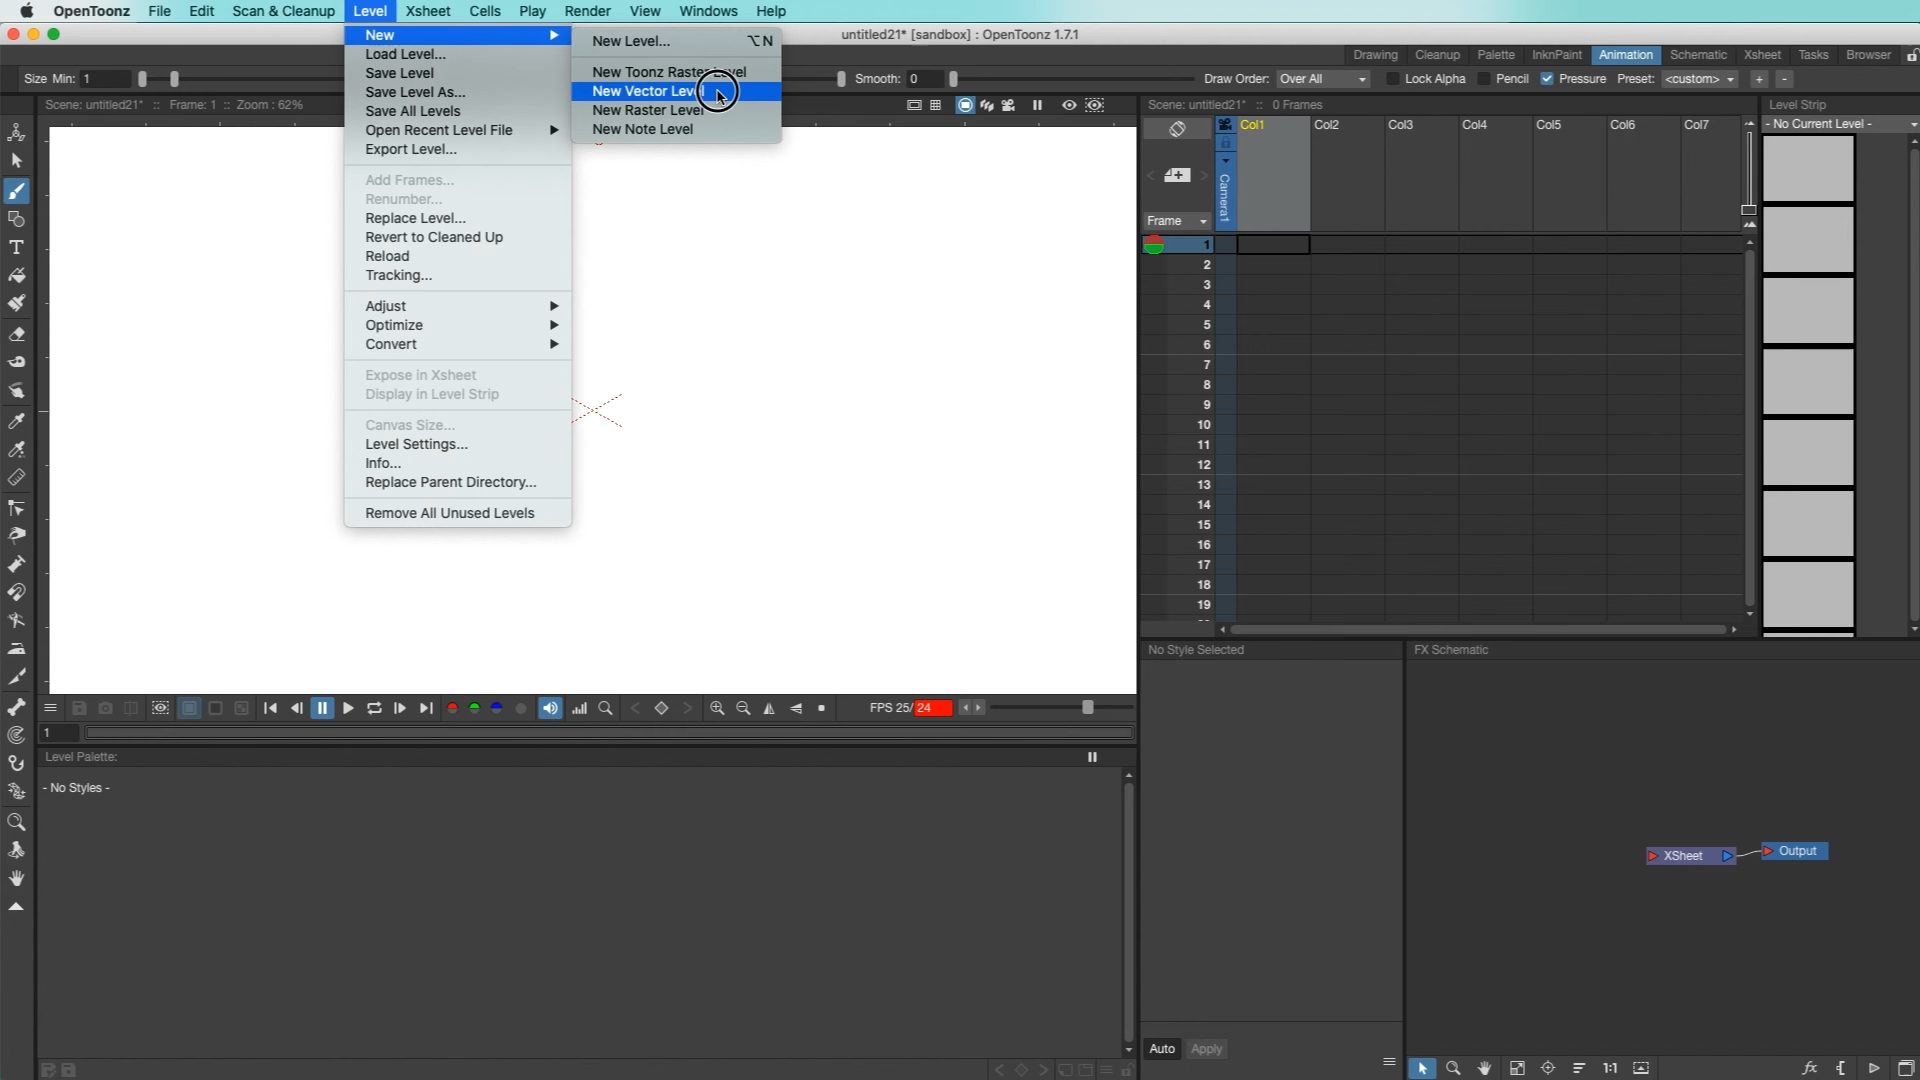 OpenToonz File Edit Scan & Cleanup Level Xsheet Cells Play Render View Windows Help
untitled21* [sandbox] : OpenToonz 1.7.1
Drawing Cleanup Palette InknPaint Animation Schematic Xsheet Tasks Browser
Size Min: 1
Smooth: 0
Draw Order: Over All Lock Alpha Pencil Pressure Preset: <custom> + -
Scene: untitled21* :: Frame: 1 :: Zoom : 62%
New
Load Level...
Save Level
Save Level As...
Save All Levels
Open Recent Level File
Export Level...
Add Frames...
Renumber...
Replace Level...
Revert to Cleaned Up
Reload
Tracking...
Adjust
Optimize
Convert
Expose in Xsheet
Display in Level Strip
Canvas Size...
Level Settings...
Info...
Replace Parent Directory...
Remove All Unused Levels
New Level... ⌥N
New Toonz Raster Level
New Vector Level
New Raster Level
New Note Level
Scene: untitled21* :: 0 Frames
Col1 Col2 Col3 Col4 Col5 Col6 Col7
Camera1
Frame
1
2
3
4
5
6
7
8
9
10
11
12
13
14
15
16
17
18
19
Level Strip
- No Current Level -
FPS 25/24
1
Level Palette:
- No Styles -
No Style Selected
Auto Apply
FX Schematic
XSheet
Output
1:1
fx